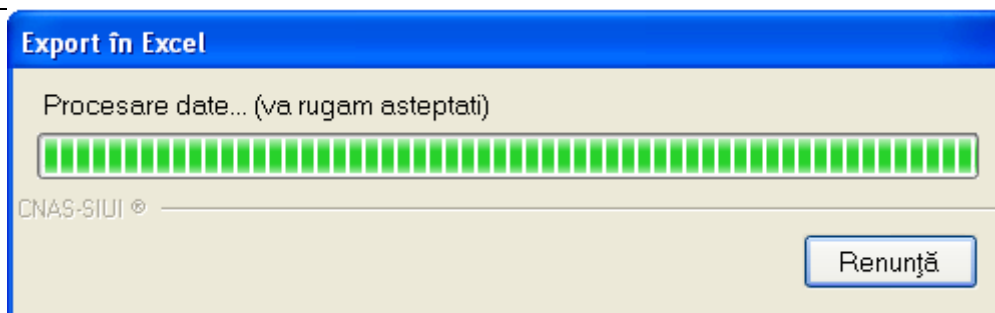 Export în Excel
Procesare date... (va rugam asteptati)
CNAS-SIUI ®
Renunţă